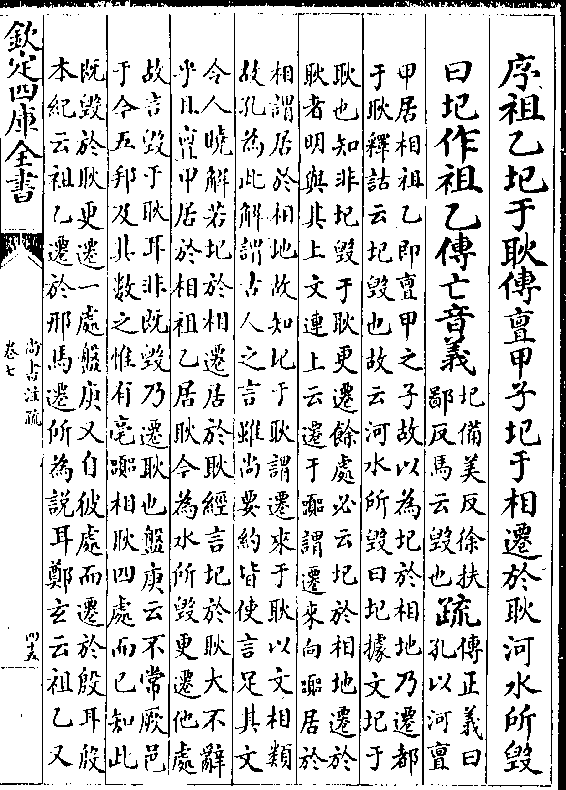 序祖乙圮于耿傳亶甲子圮于相遷於耿河水所毀
曰圮作祖乙傳亡音義圮備美反徐扶鄙反馬云毀也疏傳正義曰孔以河亶
甲居相祖乙即亶甲之子故以為圮於相地乃遷都
于耿釋詁云圮毀也故云河水所毀曰圮據文圮于
耿也知非圮毀于耿更遷餘處必云圮於相地遷於
耿者明與其上文連上云遷于嚻謂遷來向嚻居於
相謂居於相地故知圮于耿謂遷來于耿以文相類
故孔為此解謂古人之言雖尚要約皆使言足其文
令人曉解若圮於相遷居於耿經言圮於耿大不辭
乎且亶甲居於相祖乙居耿今為水所毀更遷他處
故言毀于耿耳非既毀乃遷耿也盤庚云不常厥邑
于今五邦及其數之惟有亳嚻相耿四處而已知此
既毀於耿更遷一處盤庚又自彼處而遷於殷耳殷
本紀云祖乙遷於邢馬遷所為說耳鄭玄云祖乙又
欽定四庫全書
尚書注疏
卷七
四五